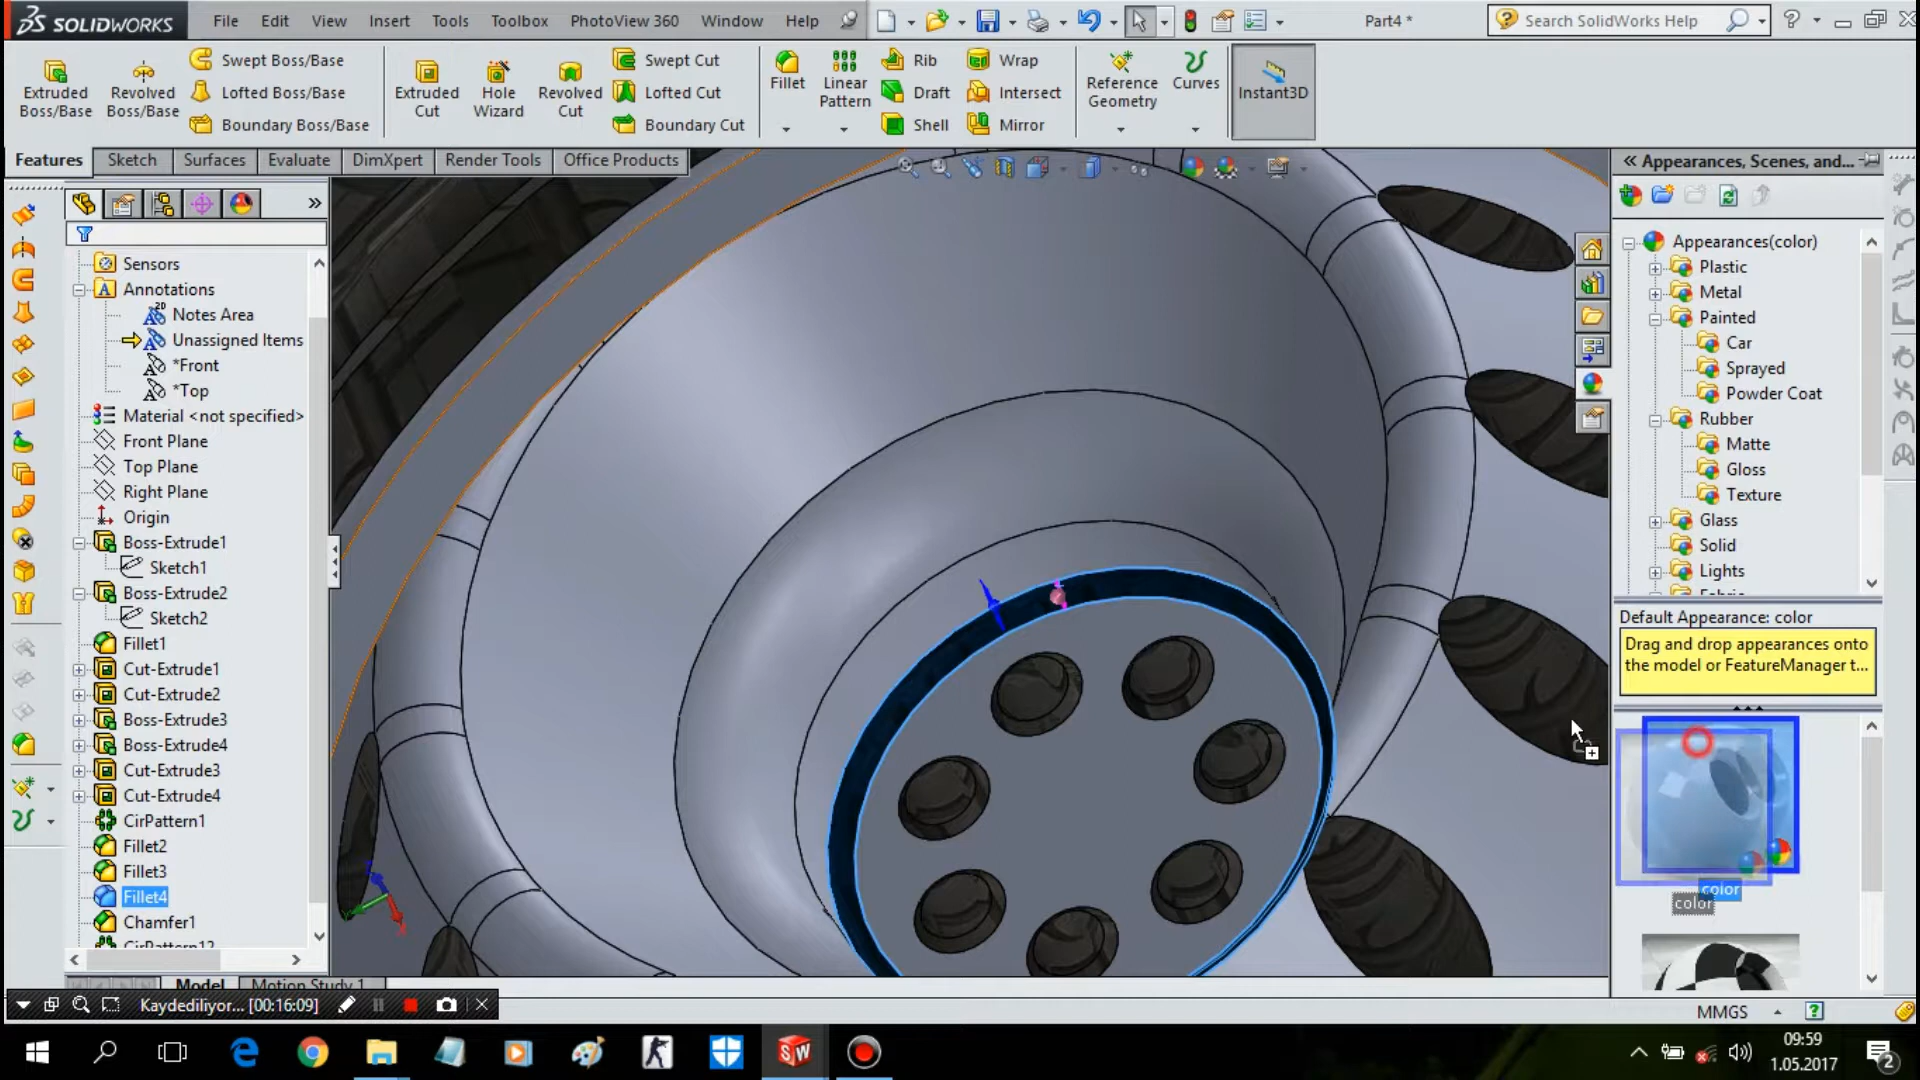 SOLIDWORKS
File Edit View Insert Tools Toolbox PhotoView 360 Window Help
Part4 *
Search SolidWorks Help
Extruded Boss/Base
Revolved Boss/Base
Swept Boss/Base
Lofted Boss/Base
Boundary Boss/Base
Extruded Cut
Hole Wizard
Revolved Cut
Swept Cut
Lofted Cut
Boundary Cut
Fillet
Linear Pattern
Rib
Draft
Shell
Wrap
Intersect
Mirror
Reference Geometry
Curves
Instant3D
Features Sketch Surfaces Evaluate DimXpert Render Tools Office Products
Sensors
Annotations
Notes Area
Unassigned Items
*Front
*Top
Material <not specified>
Front Plane
Top Plane
Right Plane
Origin
Boss-Extrude1
Sketch1
Boss-Extrude2
Sketch2
Fillet1
Cut-Extrude1
Cut-Extrude2
Boss-Extrude3
Boss-Extrude4
Cut-Extrude3
Cut-Extrude4
CirPattern1
Fillet2
Fillet3
Fillet4
Chamfer1
CirPattern12
Model Motion Study 1
Appearances, Scenes, and...
Appearances(color)
Plastic
Metal
Painted
Car
Sprayed
Powder Coat
Rubber
Matte
Gloss
Texture
Glass
Solid
Lights
Fabric
Default Appearance: color
Drag and drop appearances onto
the model or FeatureManager t...
color
color
Kaydediliyor... [00:16:09]
MMGS
SW
09:59
1.05.2017
2